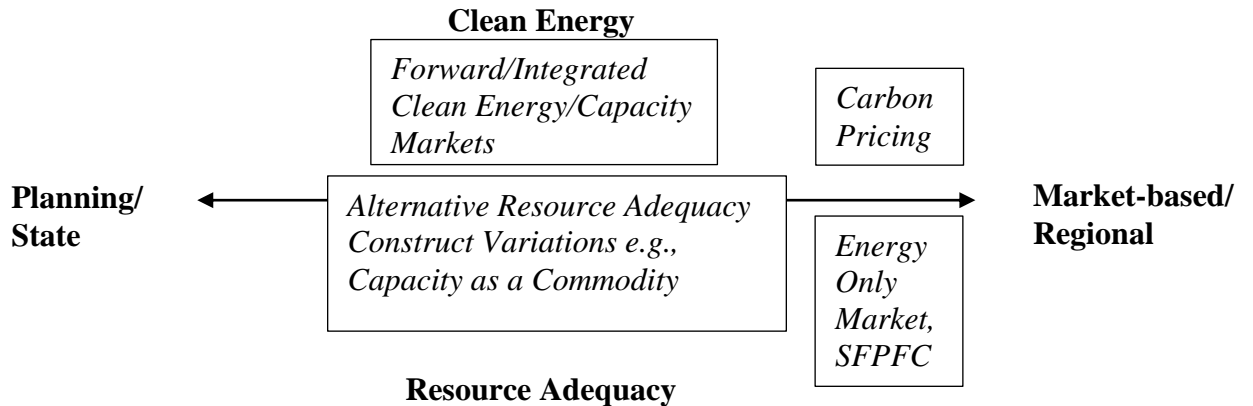 Clean Energy
Forward/Integrated
Clean Energy/Capacity
Markets
Carbon
Pricing
Planning/
State
Market-based/
Regional
Alternative Resource Adequacy
Construct Variations e.g.,
Capacity as a Commodity
Energy
Only
Market,
SFPFC
Resource Adequacy